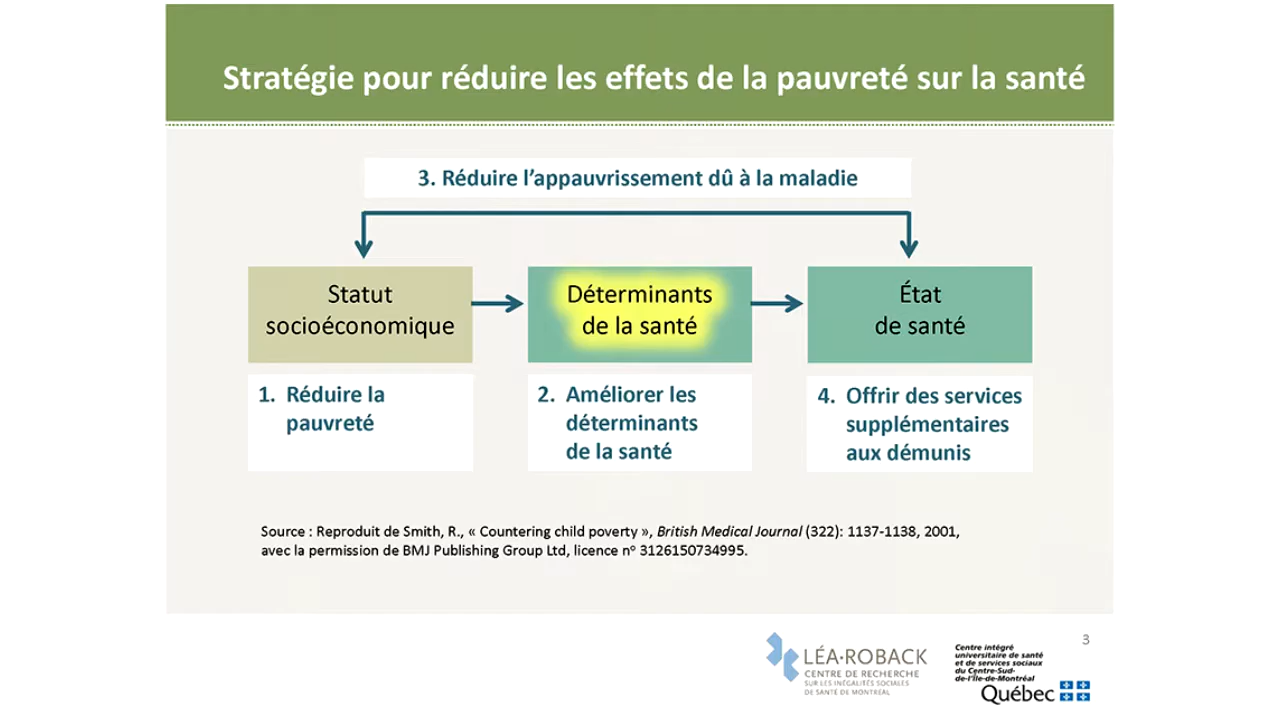 Stratégie pour réduire les effets de la pauvreté sur la santé
3. Réduire l’appauvrissement dû à la maladie
Statut
socioéconomique
Déterminants
de la santé
État
de santé
1. Réduire la
pauvreté
2. Améliorer les
déterminants
de la santé
4. Offrir des services
supplémentaires
aux démunis
Source : Reproduit de Smith, R., « Countering child poverty », British Medical Journal (322): 1137-1138, 2001,
avec la permission de BMJ Publishing Group Ltd, licence nº 3126150734995.
3
LÉA·ROBACK
CENTRE DE RECHERCHE
SUR LES INÉGALITÉS SOCIALES
DE SANTÉ DE MONTRÉAL
Centre intégré
universitaire de santé
et de services sociaux
du Centre-Sud-
de-l’Île-de-Montréal
Québec